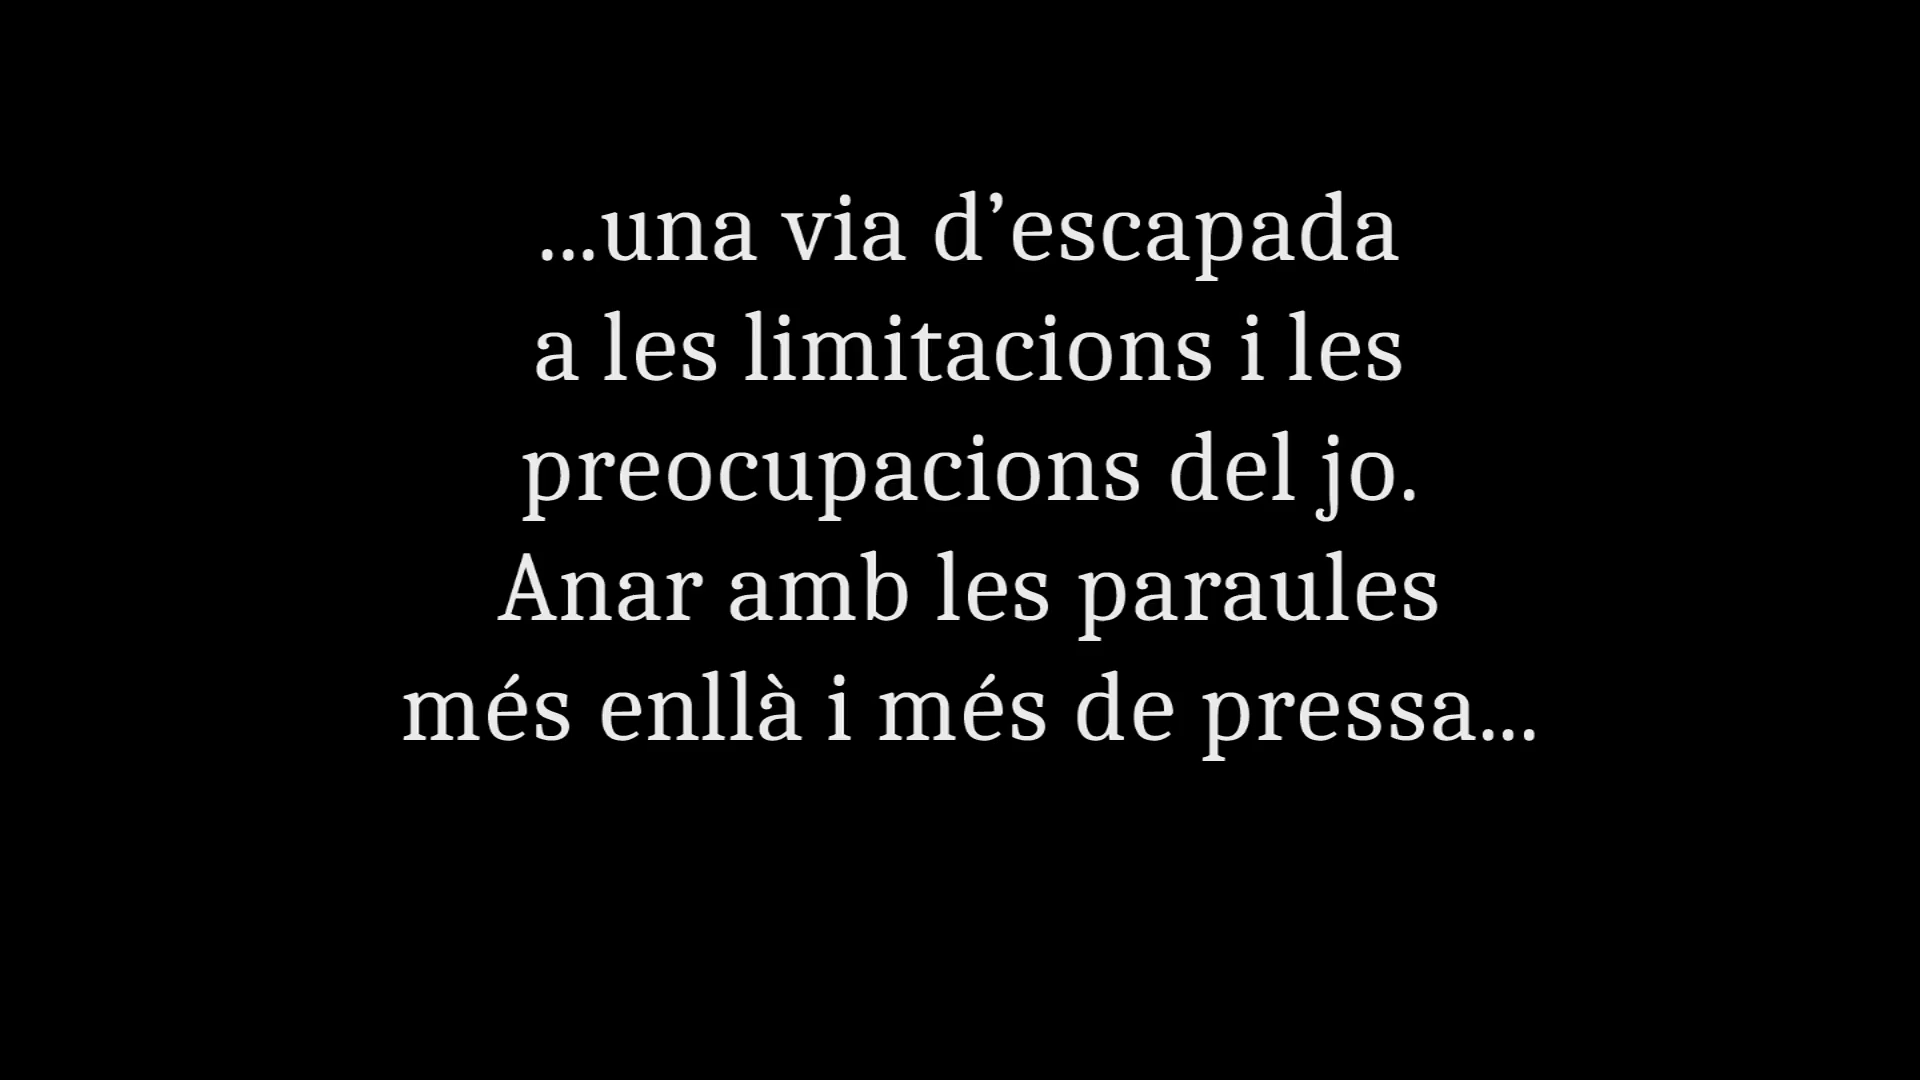 ...una via d’escapada
a les limitacions i les
preocupacions del jo.
Anar amb les paraules
més enllà i més de pressa...